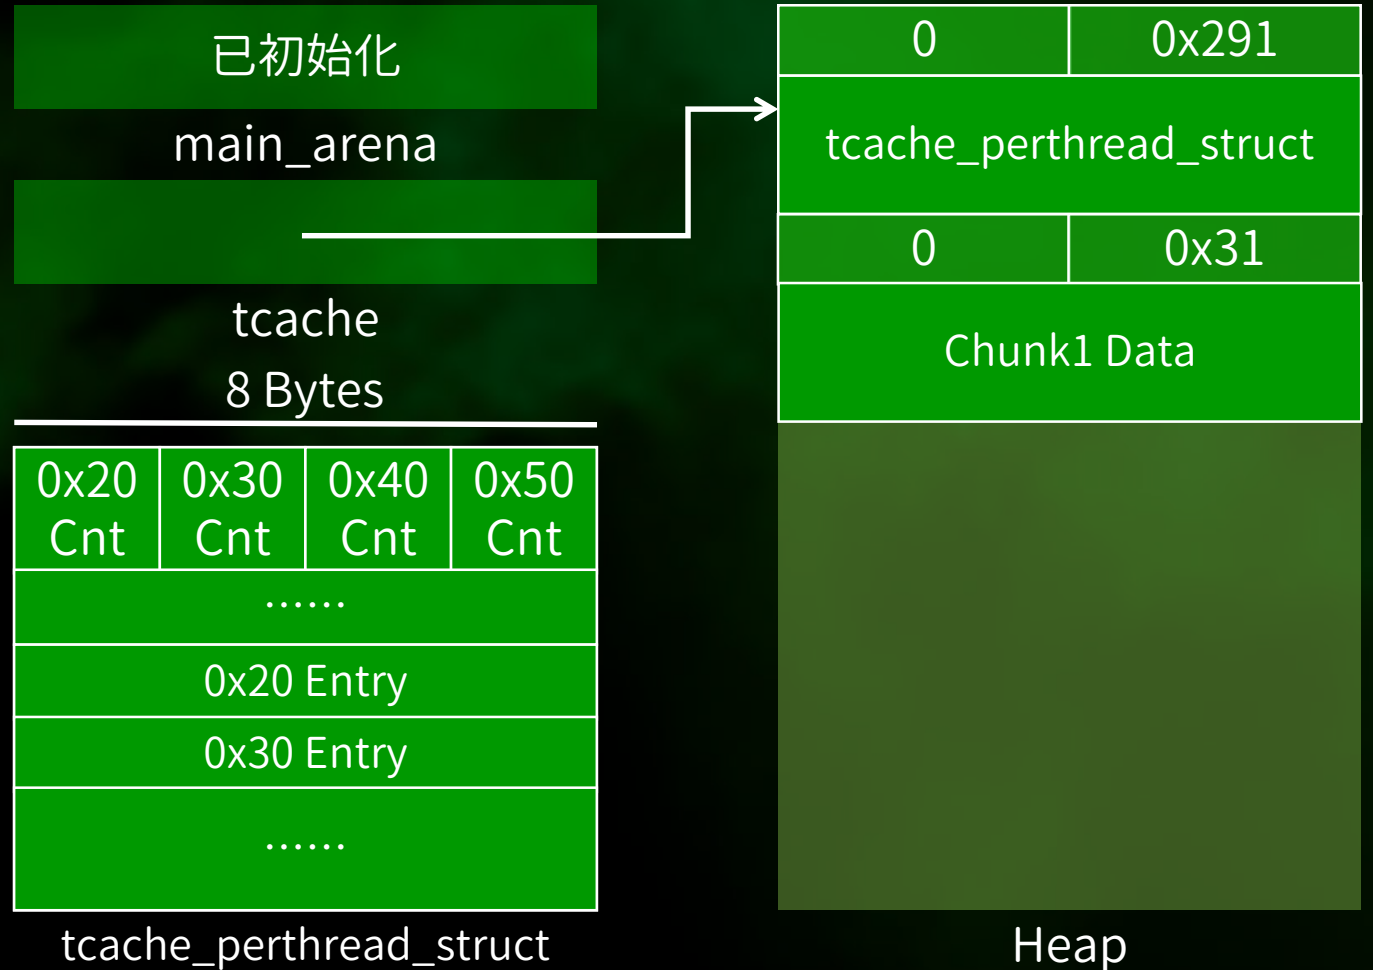 已初始化
main_arena
tcache
8 Bytes
0x20 Cnt
0x30 Cnt
0x40 Cnt
0x50 Cnt
······
0x20 Entry
0x30 Entry
······
tcache_perthread_struct
0
0x291
tcache_perthread_struct
0
0x31
Chunk1 Data
Heap